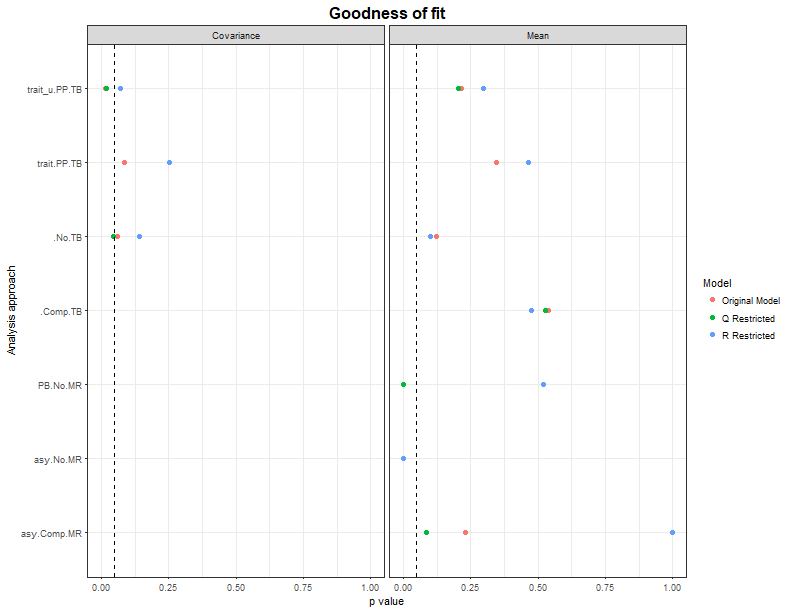 Goodness of fit
Covariance
Mean
trait_u.PP.TB
trait.PP.TB
.No.TB
.Comp.TB
PB.No.MR
asy.No.MR
asy.Comp.MR
Analysis approach
0.00 0.25 0.50 0.75 1.00
0.00 0.25 0.50 0.75 1.00
p value
Model
Original Model
Q Restricted
R Restricted